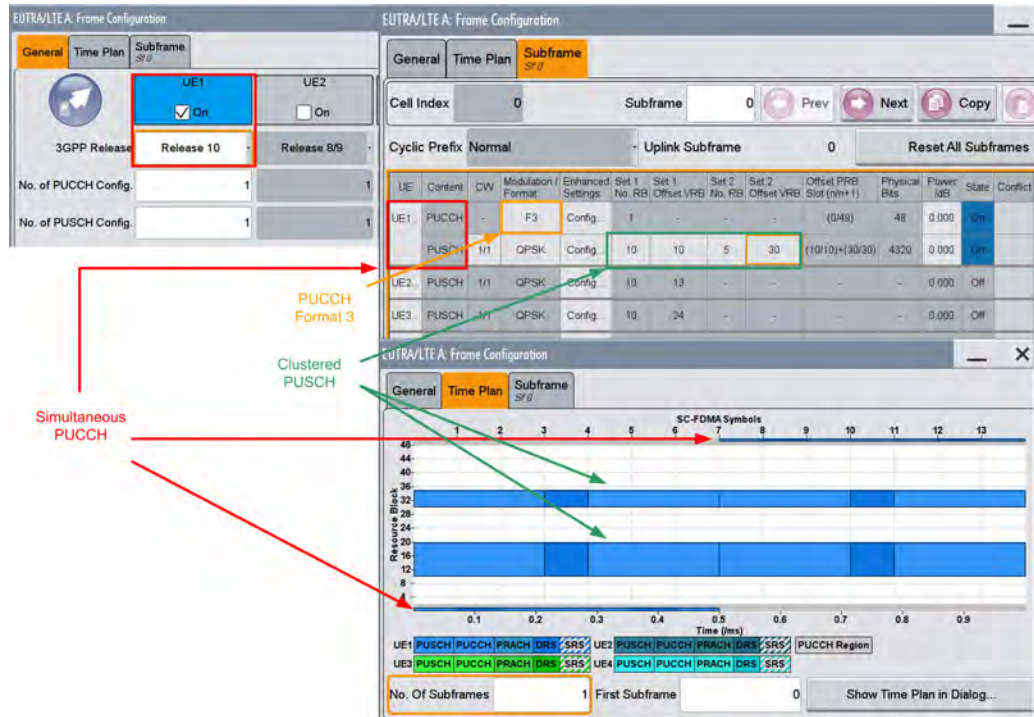 EUTRA/LTE A: Frame Configuration
General Time Plan Subframe Sf 0
UE1 UE2
On On
3GPP Release Release 10 Release 8/9
No. of PUCCH Config. 1 1
No. of PUSCH Config. 1 1
EUTRA/LTE A: Frame Configuration
General Time Plan Subframe Sf 0
Cell Index 0 Subframe 0 Prev Next Copy
Cyclic Prefix Normal Uplink Subframe 0 Reset All Subframes
UE Content CW Modulation / Format Enhanced Settings Set 1 No. RB Set 1 Offset VRB Set 2 No. RB Set 2 Offset VRB Offset PRB Slot (n/n+1) Physical Bits Power /dB State Conflict
UE1... PUCCH - F3 Config... 1 - - - (0/49) 48 0.000 On
PUSCH 1/1 QPSK Config... 10 10 5 30 (10/10)+(30/30) 4320 0.000 On
UE2... PUSCH 1/1 QPSK Config... 10 13 - - - - 0.000 Off
UE3... PUSCH 1/1 QPSK Config... 10 24 - - - - 0.000 Off
PUCCH
Format 3
Clustered
PUSCH
Simultaneous
PUCCH
EUTRA/LTE A: Frame Configuration
General Time Plan Subframe Sf 0
SC-FDMA Symbols
1 2 3 4 5 6 7 8 9 10 11 12 13
Resource Block
48
44
40
36
32
28
24
20
16
12
8
4
0.1 0.2 0.3 0.4 0.5 0.6 0.7 0.8 0.9
Time (/ms)
UE1 PUSCH PUCCH PRACH DRS SRS UE2 PUSCH PUCCH PRACH DRS SRS PUCCH Region
UE3 PUSCH PUCCH PRACH DRS SRS UE4 PUSCH PUCCH PRACH DRS SRS
No. Of Subframes 1 First Subframe 0 Show Time Plan in Dialog...